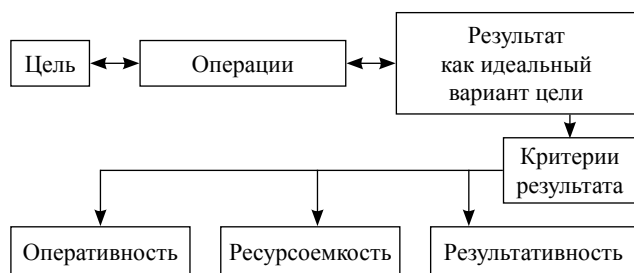 Цель
Операции
Результат
как идеальный
вариант цели
Критерии
результата
Оперативность
Ресурсоемкость
Результативность